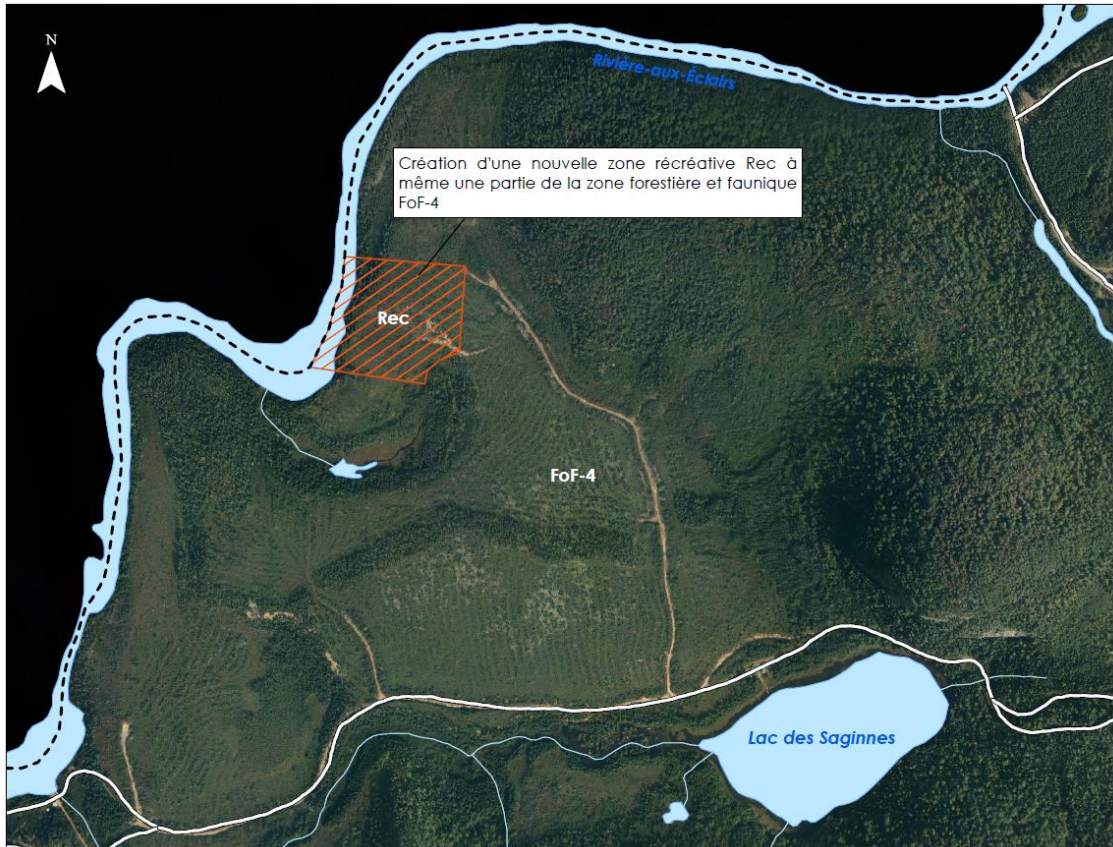 N
Rivière-aux-Éclairs
Création d'une nouvelle zone récréative Rec à
même une partie de la zone forestière et faunique
FoF-4
Rec
FoF-4
Lac des Saginnes